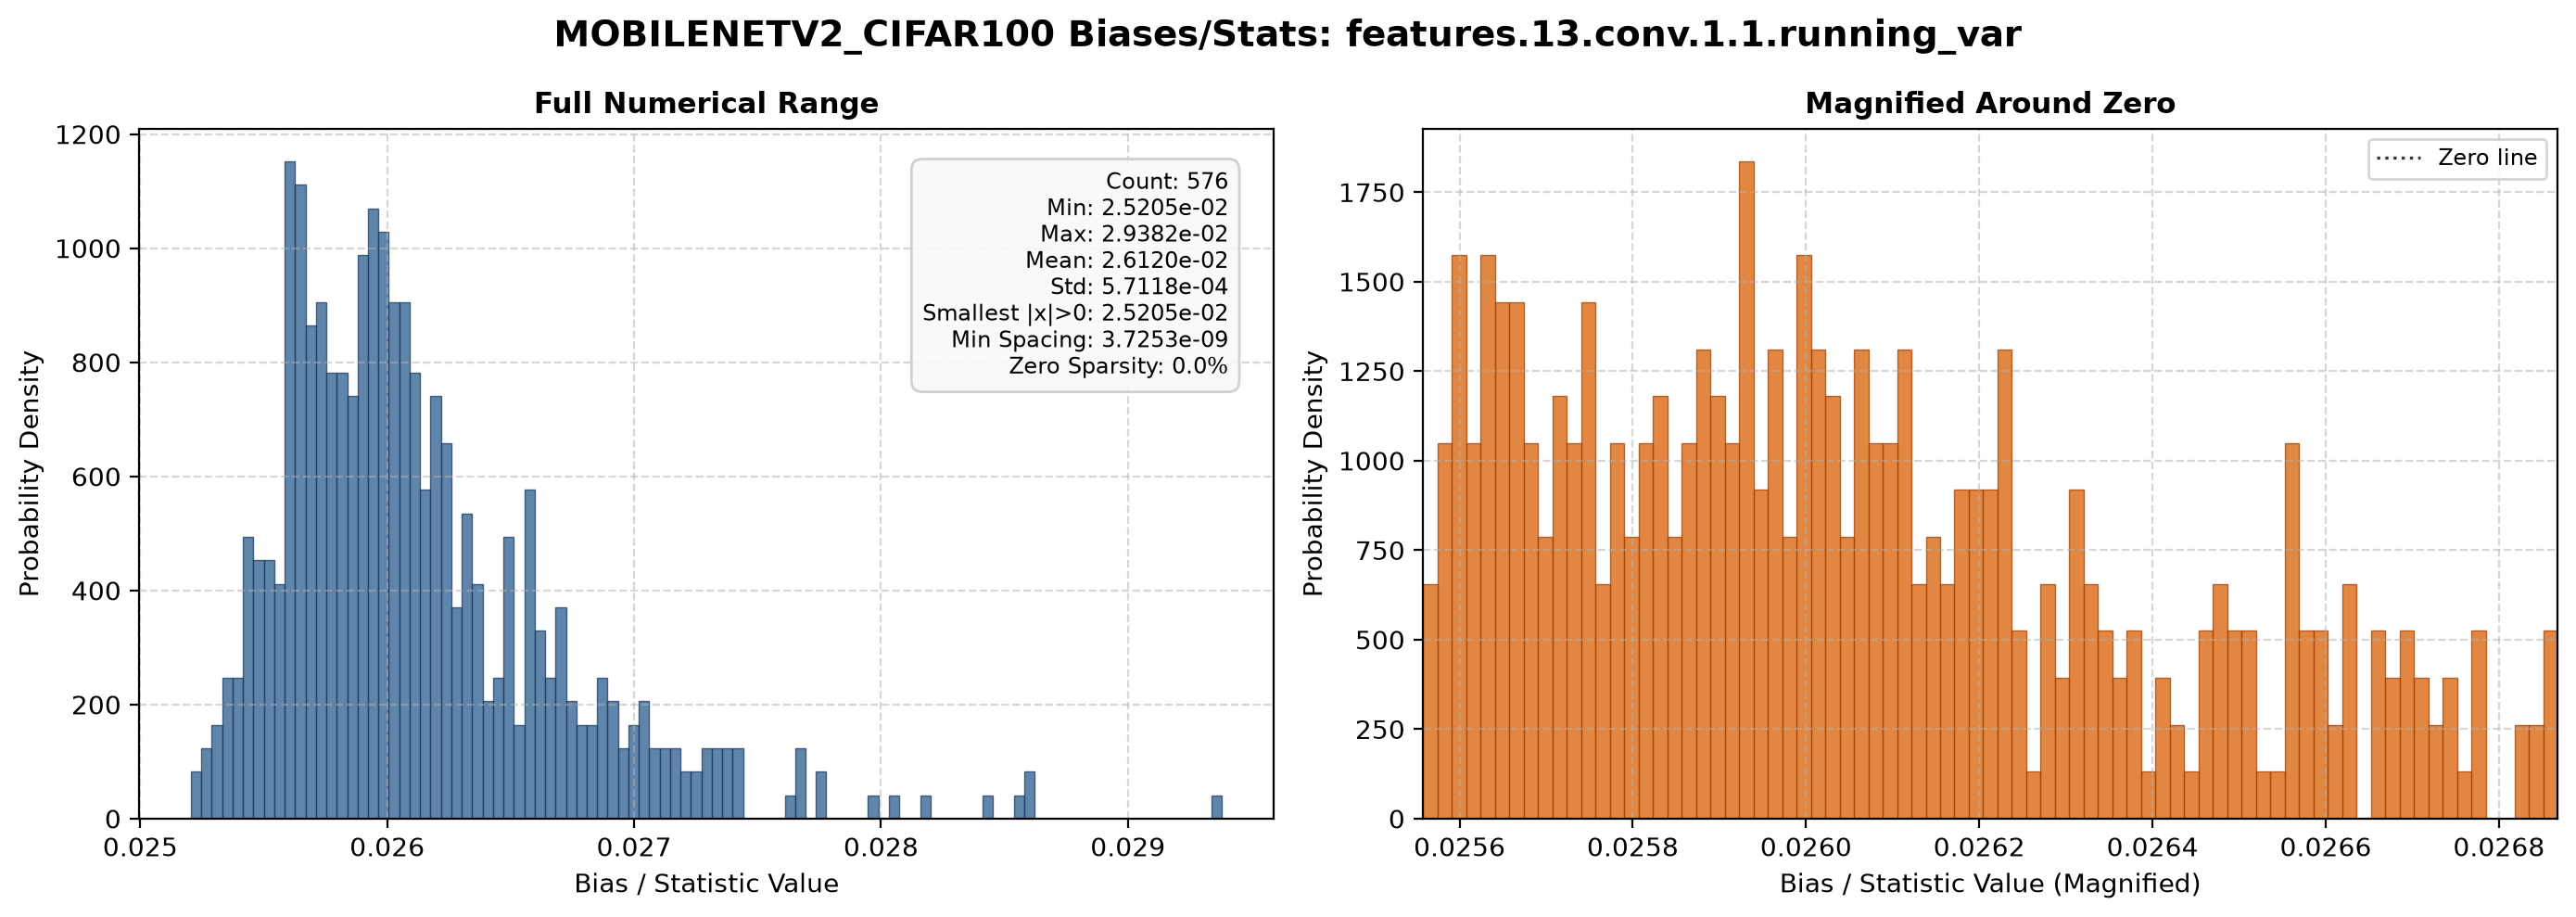 MOBILENETV2_CIFAR100 Biases/Stats: features.13.conv.1.1.running_var
Full Numerical Range
Probability Density
1200
1000
800
600
400
200
0
Count: 576
Min: 2.5205e-02
Max: 2.9382e-02
Mean: 2.6120e-02
Std: 5.7118e-04
Smallest |x|>0: 2.5205e-02
Min Spacing: 3.7253e-09
Zero Sparsity: 0.0%
0.025 0.026 0.027 0.028 0.029
Bias / Statistic Value
Magnified Around Zero
Probability Density
Zero line
1750
1500
1250
1000
750
500
250
0
0.0256 0.0258 0.0260 0.0262 0.0264 0.0266 0.0268
Bias / Statistic Value (Magnified)